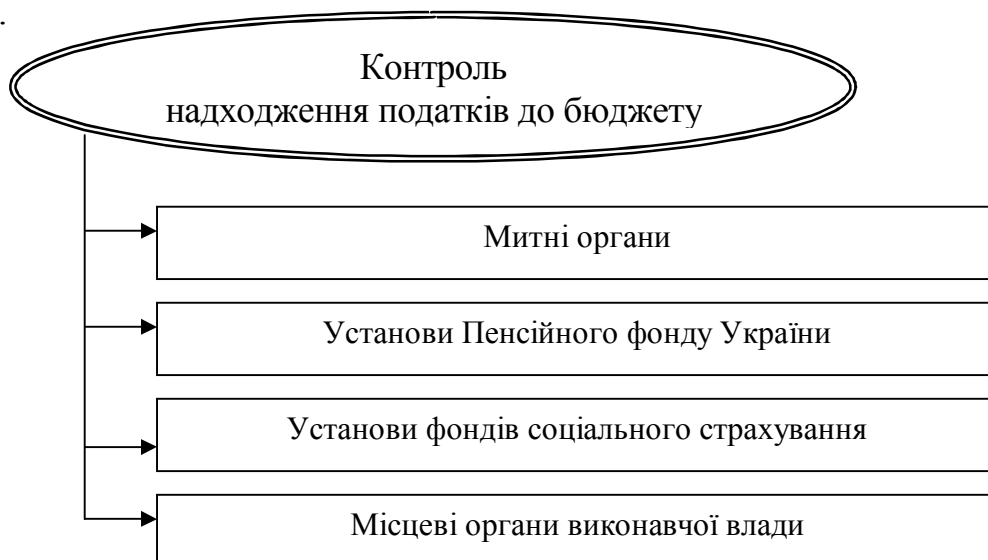 .
Контроль
надходження податків до бюджету
Митні органи
Установи Пенсійного фонду України
Установи фондів соціального страхування
Місцеві органи виконавчої влади